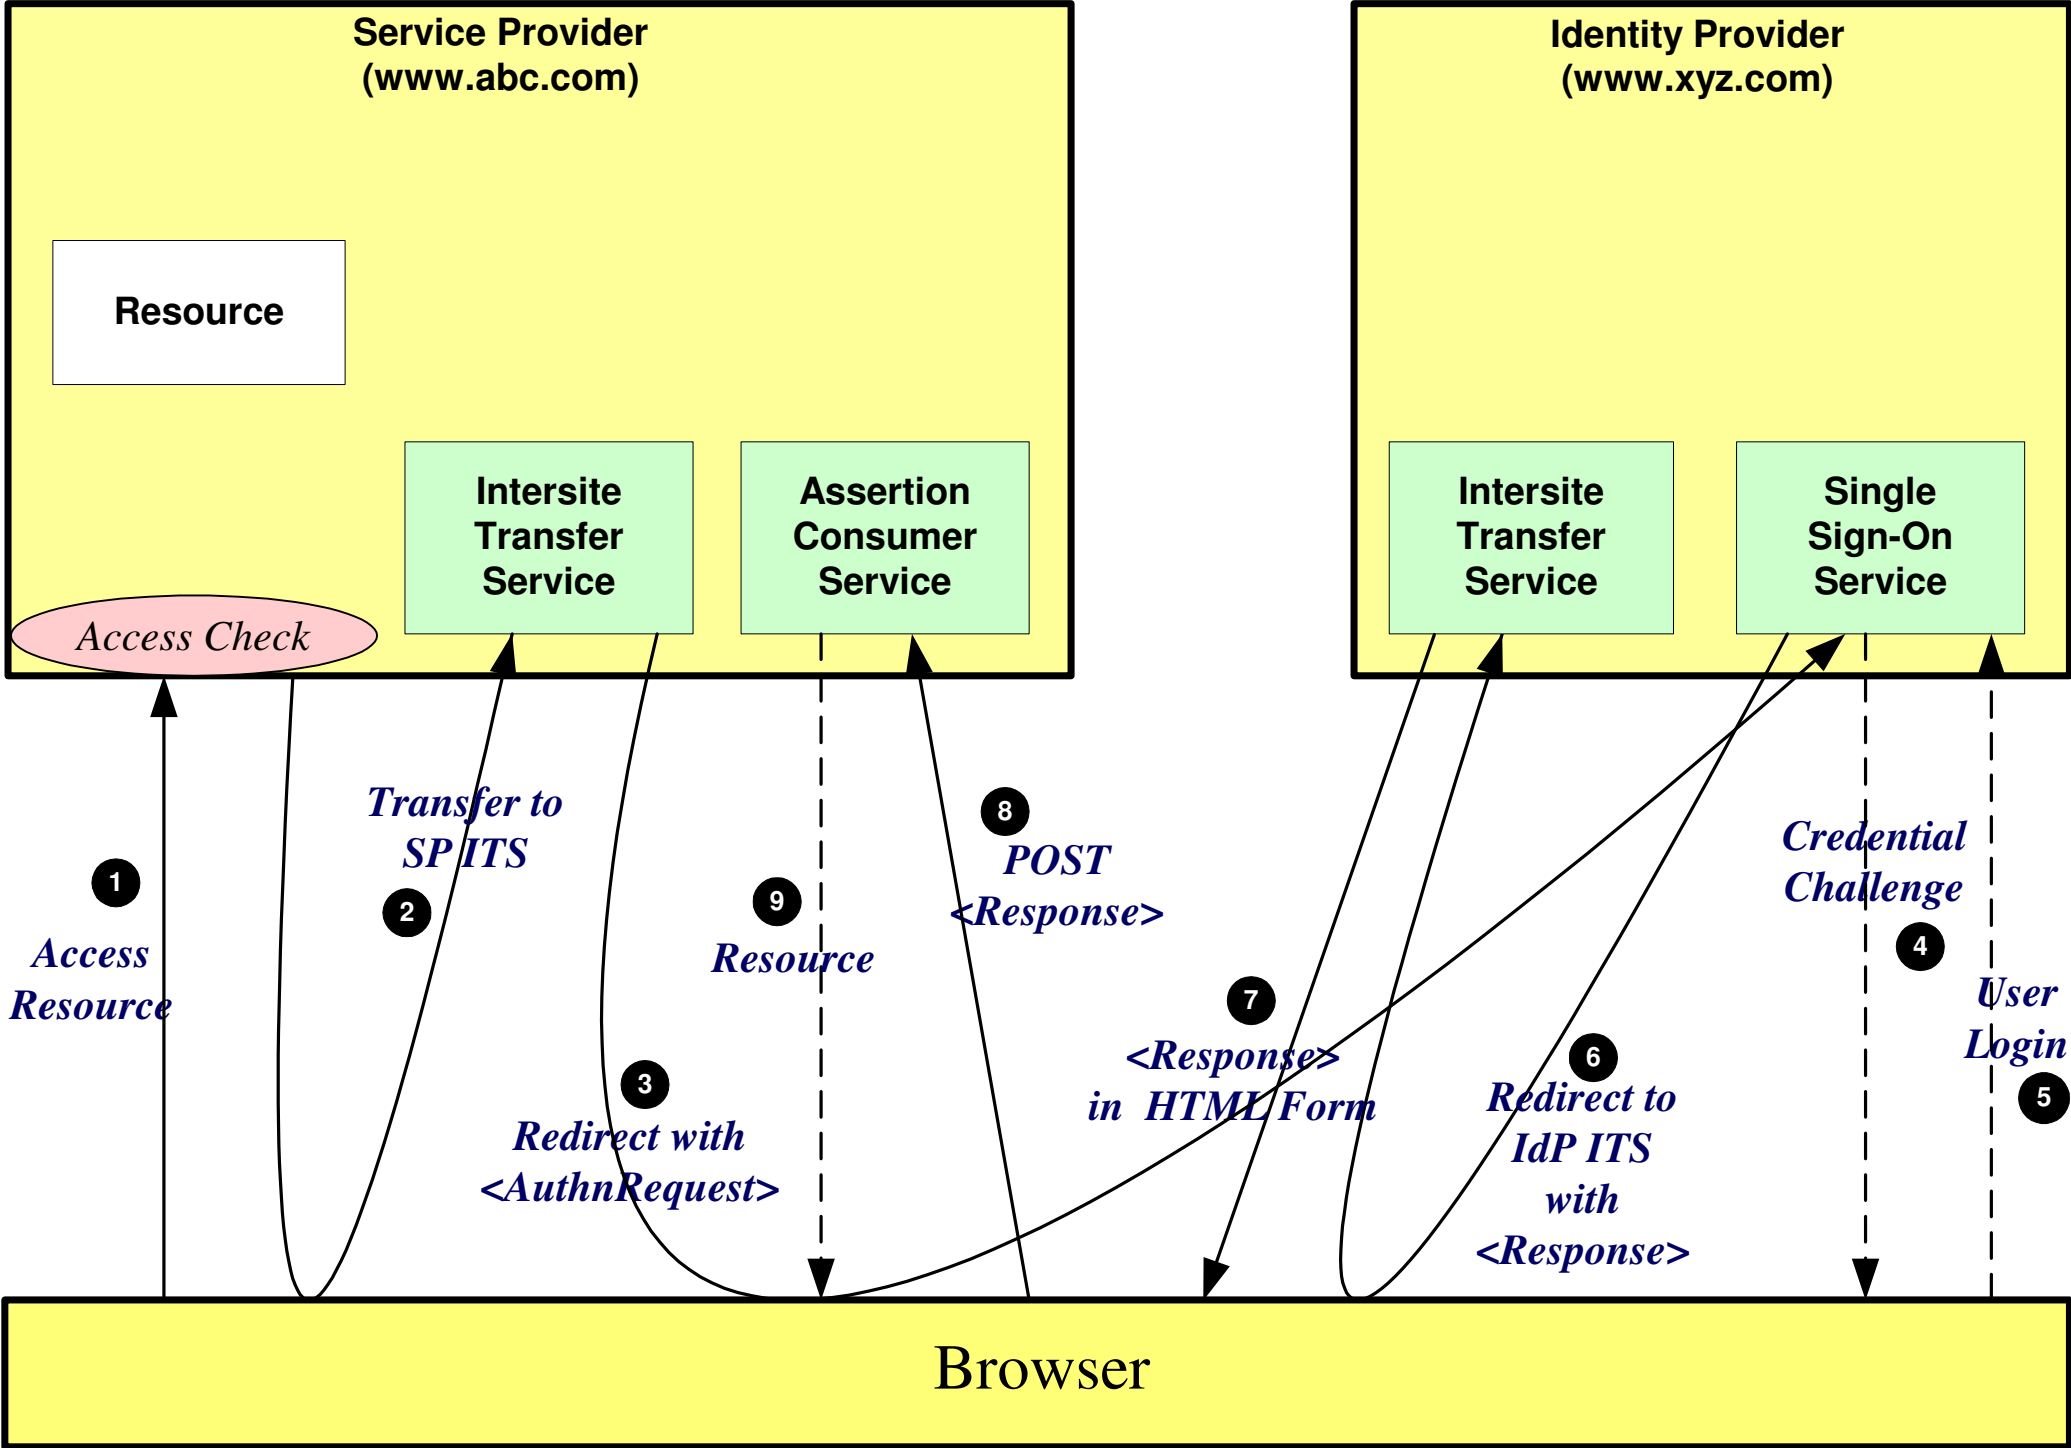 Service Provider
(www.abc.com)
Identity Provider
(www.xyz.com)
Resource
Intersite
Transfer
Service
Assertion
Consumer
Service
Intersite
Transfer
Service
Single
Sign-On
Service
Access Check
1
Access
Resource
Transfer to
SP ITS
2
3
Redirect with
<AuthnRequest>
9
Resource
8
POST
<Response>
7
<Response>
in HTML Form
6
Redirect to
IdP ITS
with
<Response>
Credential
Challenge
4
User
Login
5
Browser